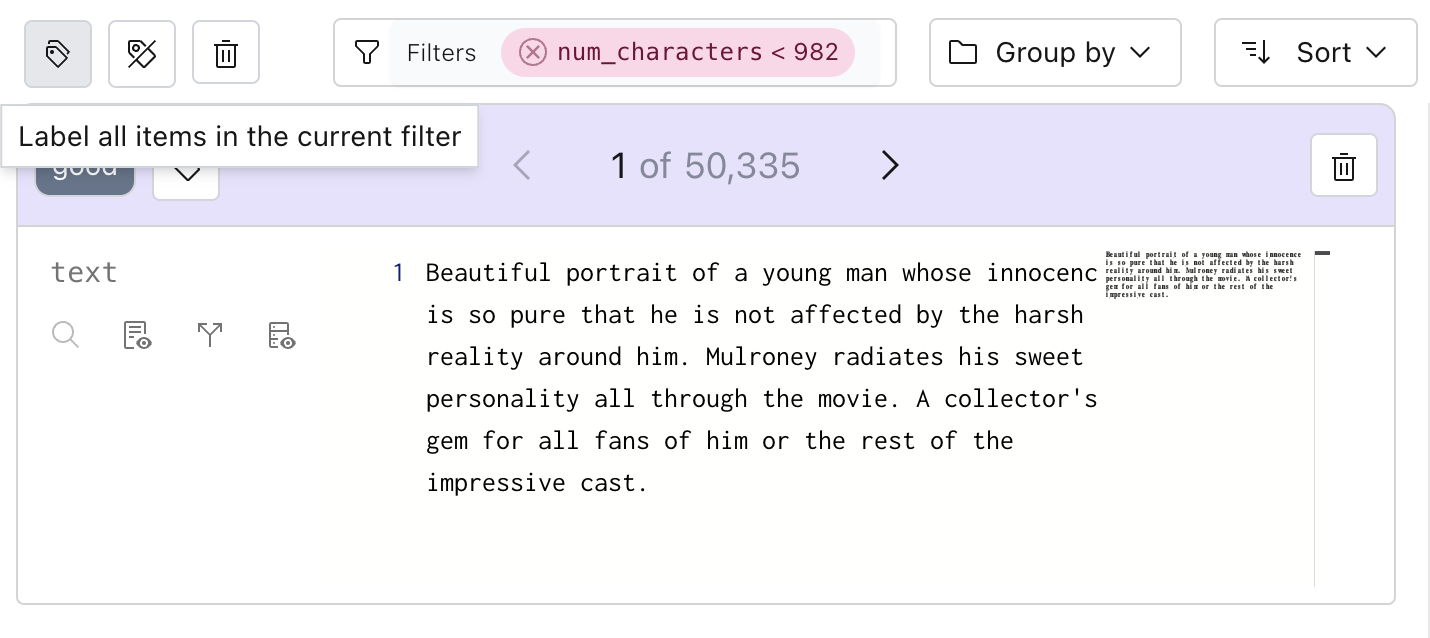 Filters num_characters < 982 Group by Sort
Label all items in the current filter
good 1 of 50,335
text
1 Beautiful portrait of a young man whose innocenc
is so pure that he is not affected by the harsh
reality around him. Mulroney radiates his sweet
personality all through the movie. A collector's
gem for all fans of him or the rest of the
impressive cast.
Beautiful portrait of a young man whose innocence
is so pure that he is not affected by the harsh
reality around him. Mulroney radiates his sweet
personality all through the movie. A collector's
gem for all fans of him or the rest of the
impressive cast.